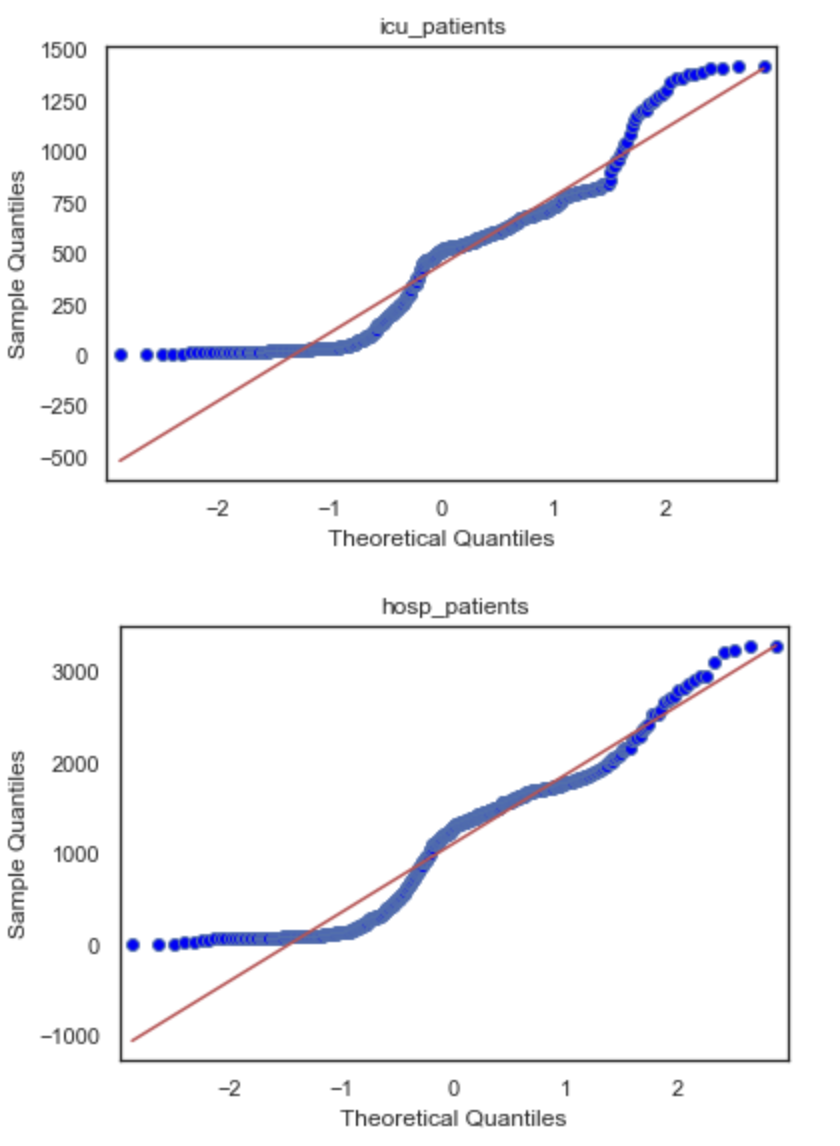 icu_patients
1500
1250
1000
750
500
250
0
−250
−500
Sample Quantiles
−2 −1 0 1 2
Theoretical Quantiles
hosp_patients
3000
2000
1000
0
−1000
Sample Quantiles
−2 −1 0 1 2
Theoretical Quantiles